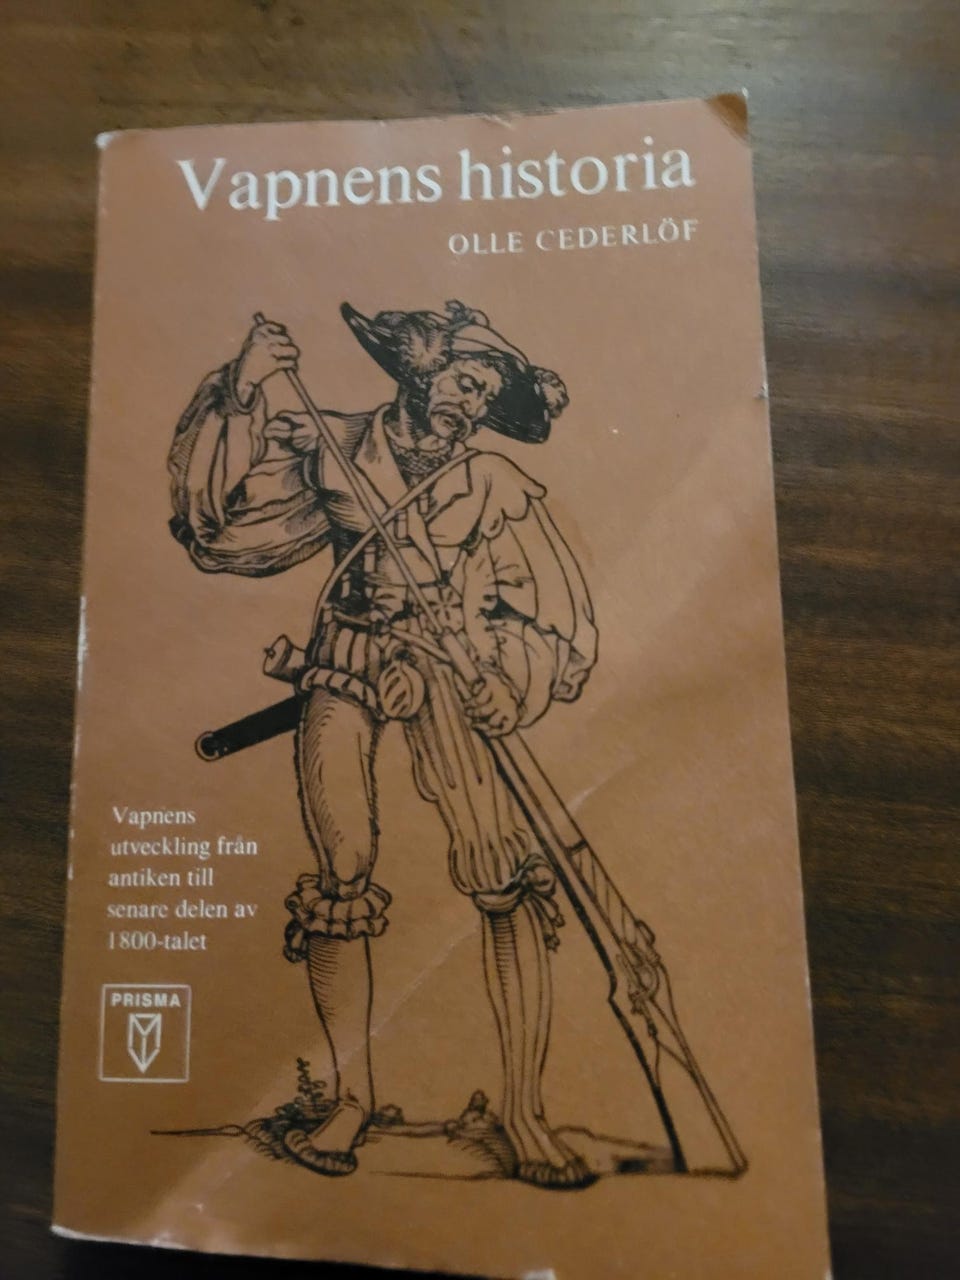 Vapnens historia
OLLE CEDERLÖF
Vapnens
utveckling från
antiken till
senare delen av
1800-talet
PRISMA